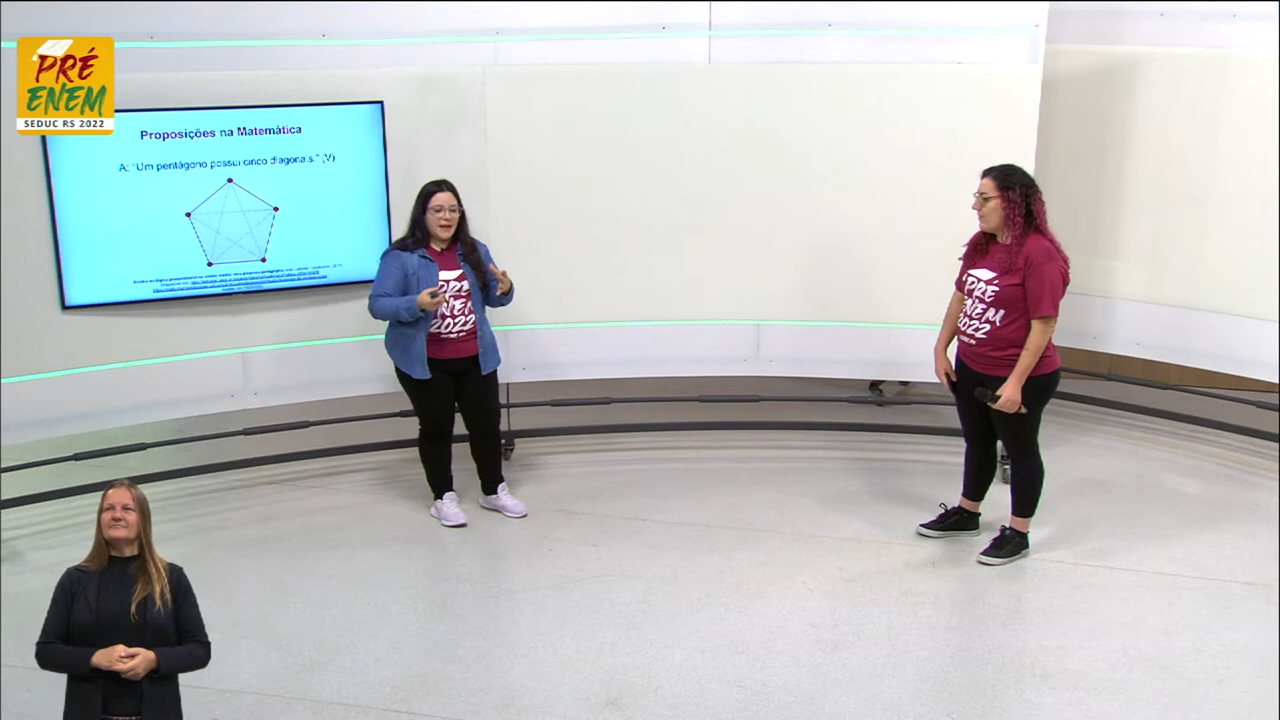 PRÉ
ENEM
SEDUC RS 2022
Proposições na Matemática
A: "Um pentágono possui cinco diagonais." (V)
PRÉ
ENEM
2022
PRÉ
ENEM
2022